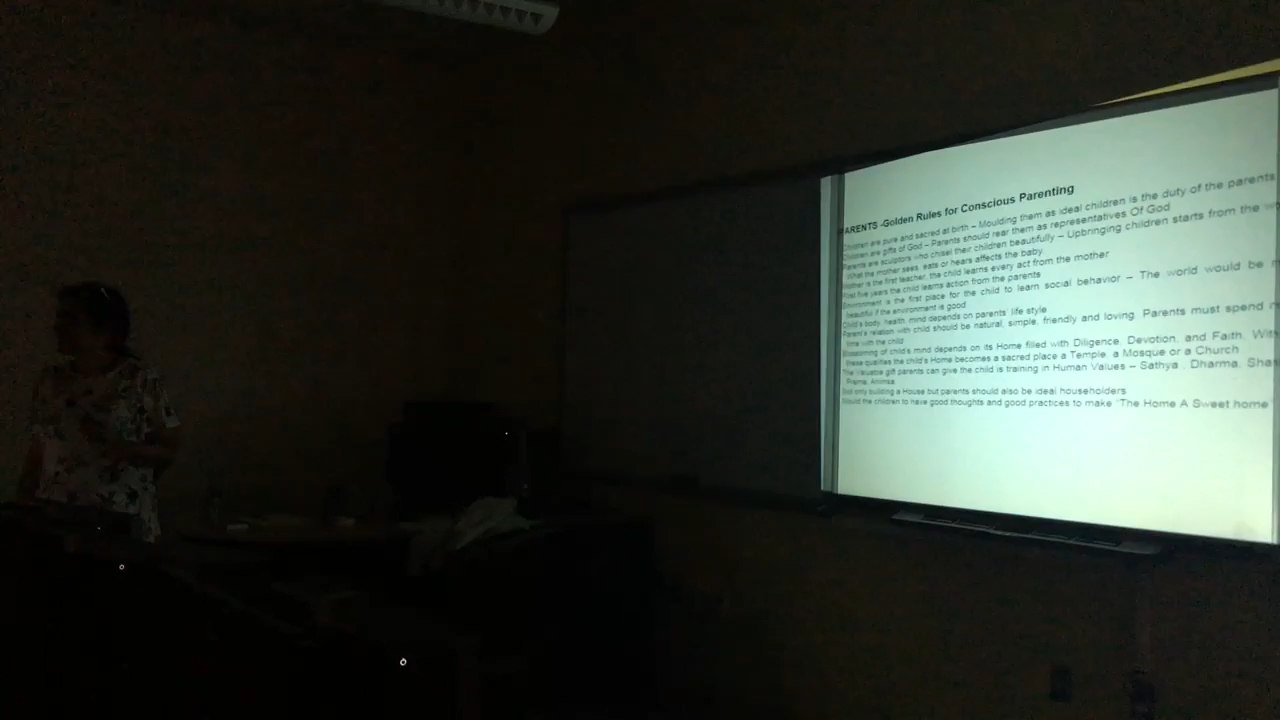 PARENTS -Golden Rules for Conscious Parenting
Children are pure and sacred at birth – Moulding them as ideal children is the duty of the parents
Children are gifts of God – Parents should rear them as representatives Of God
Parents are sculptors who chisel their children beautifully – Upbringing children starts from the
What the mother sees, eats or hears affects the baby
Mother is the first teacher, the child learns every act from the mother
First five years the child learns action from the parents
Environment is the first place for the child to learn social behavior – The world would be
beautiful if the environment is good
Child's body, health, mind depends on parents' life style
Parent's relation with child should be natural, simple, friendly and loving. Parents must spend
time with the child
Blossoming of child's mind depends on its Home filled with Diligence, Devotion, and Faith.
these qualities the child's Home becomes a sacred place a Temple, a Mosque or a Church
The Valuable gift parents can give the child is training in Human Values – Sathya , Dharma,
Prema, Ahimsa
Not only building a House but parents should also be ideal householders
Mould the children to have good thoughts and good practices to make 'The Home A Sweet home'